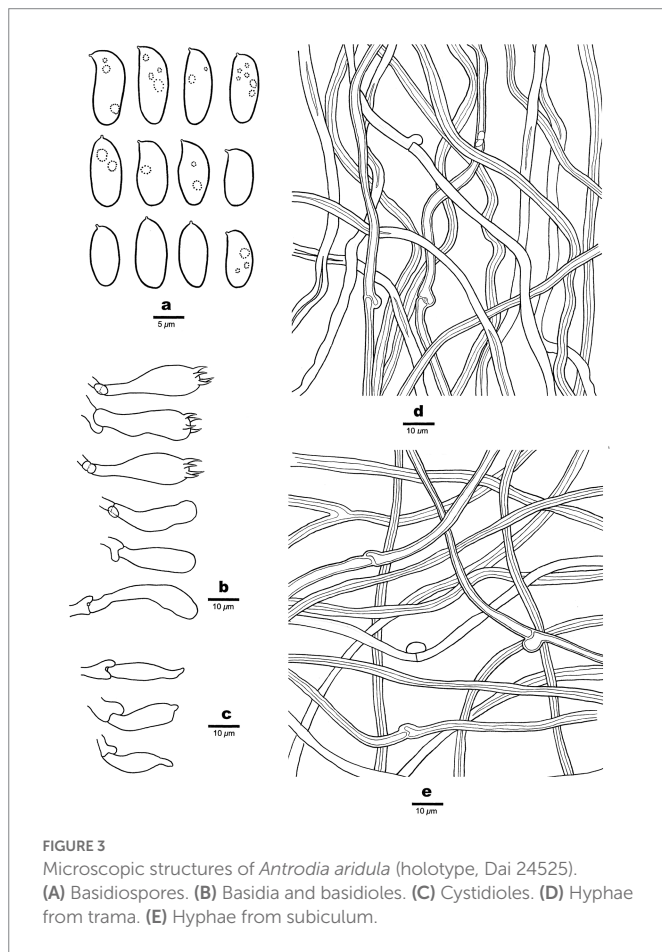 a
5 µm
d
10 µm
b
10 µm
c
10 µm
e
10 µm
FIGURE 3
Microscopic structures of Antrodia aridula (holotype, Dai 24525).
(A) Basidiospores. (B) Basidia and basidioles. (C) Cystidioles. (D) Hyphae
from trama. (E) Hyphae from subiculum.